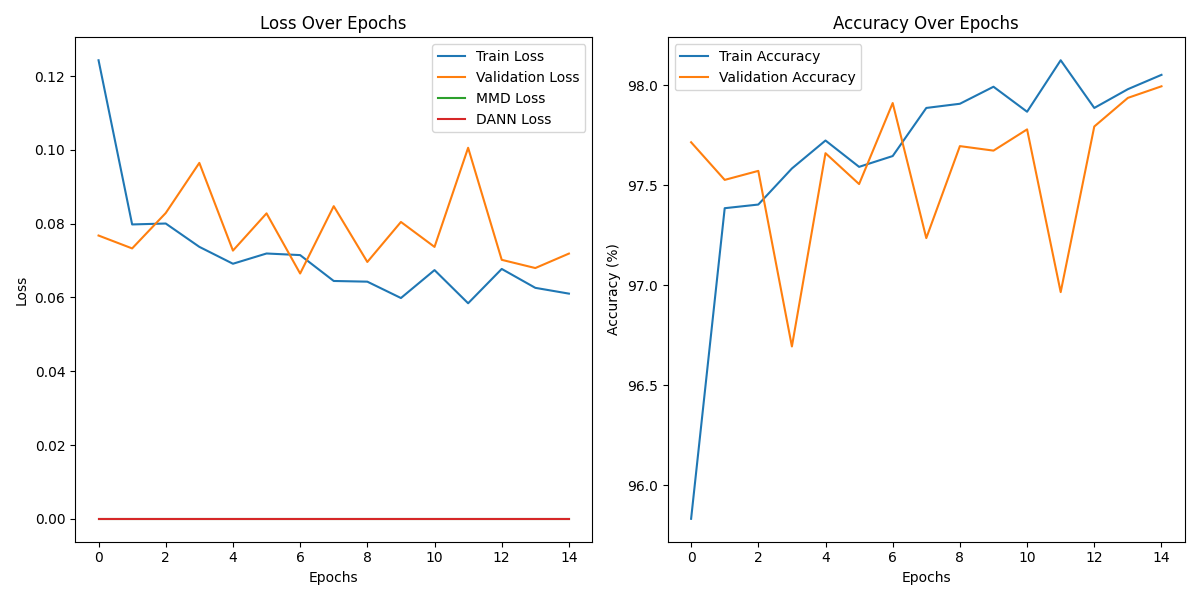 Loss Over Epochs
Train Loss
Validation Loss
MMD Loss
DANN Loss
0.12
0.10
0.08
0.06
0.04
0.02
0.00
Loss
0 2 4 6 8 10 12 14
Epochs
Accuracy Over Epochs
Train Accuracy
Validation Accuracy
98.0
97.5
97.0
96.5
96.0
Accuracy (%)
0 2 4 6 8 10 12 14
Epochs